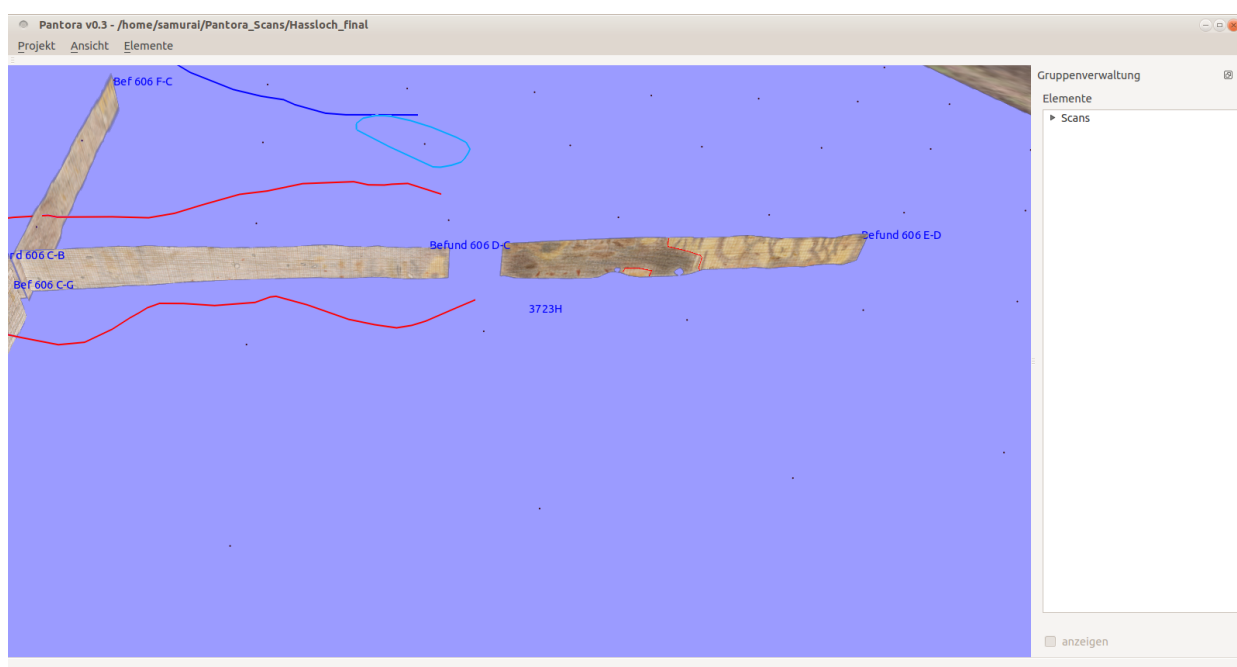 Pantora v0.3 - /home/samurai/Pantora_Scans/Hassloch_final
Projekt Ansicht Elemente
Bef 606 F-C
Befund 606 D-C
Befund 606 E-D
rd 606 C-B
Bef 606 C-G
3723H
Gruppenverwaltung
Elemente
Scans
anzeigen